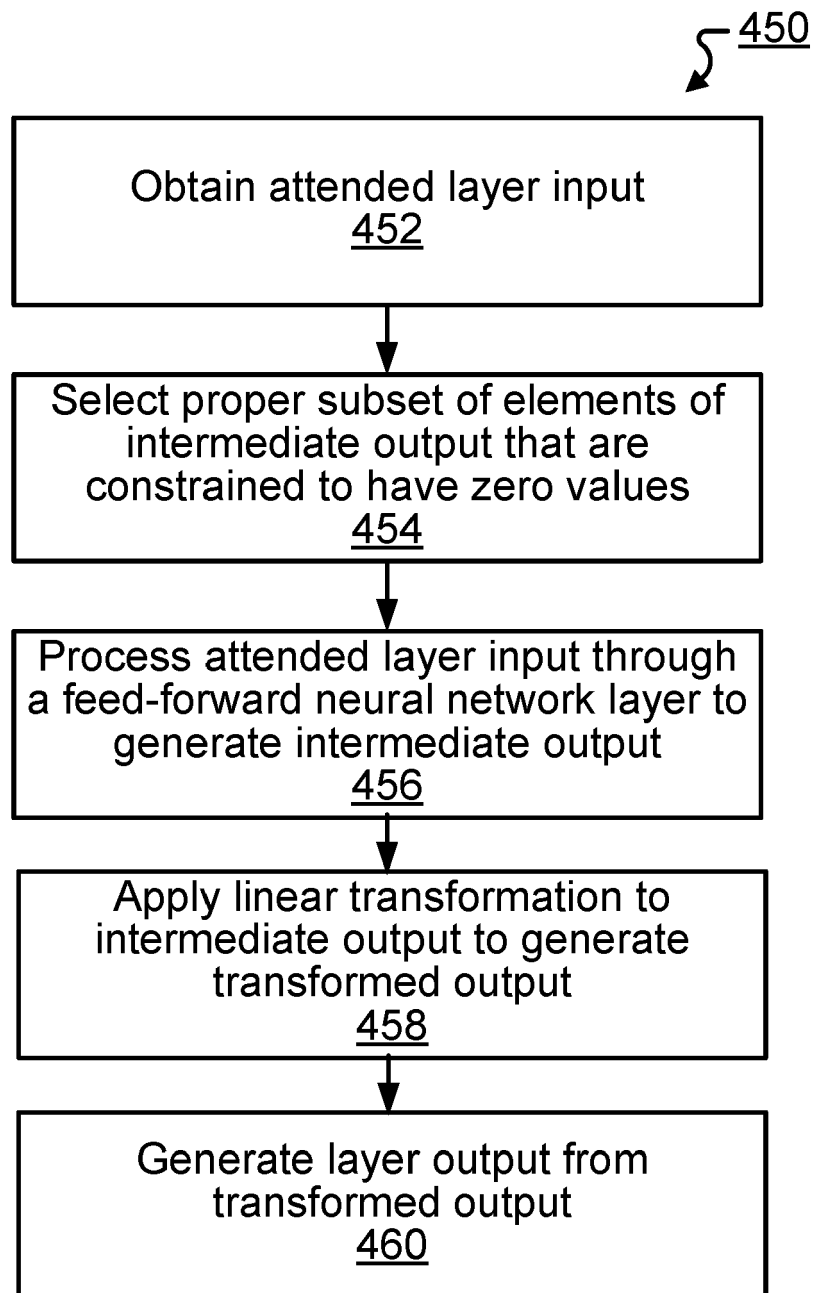 450
Obtain attended layer input
452
Select proper subset of elements of
intermediate output that are
constrained to have zero values
454
Process attended layer input through
a feed-forward neural network layer to
generate intermediate output
456
Apply linear transformation to
intermediate output to generate
transformed output
458
Generate layer output from
transformed output
460